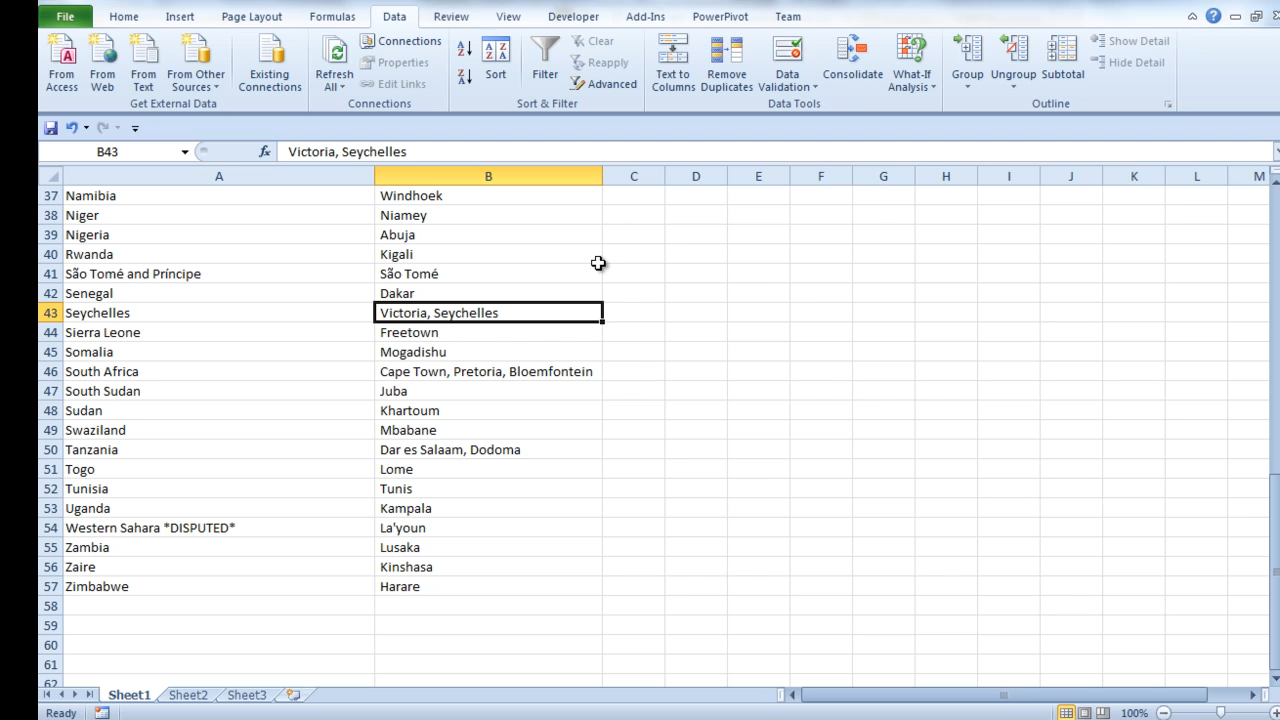 File Home Insert Page Layout Formulas Data Review View Developer Add-Ins PowerPivot Team
From Access From Web From Text From Other Sources Existing Connections Refresh All Connections Properties Edit Links Sort Filter Clear Reapply Advanced Text to Columns Remove Duplicates Data Validation Consolidate What-If Analysis Group Ungroup Subtotal Show Detail Hide Detail
Get External Data Connections Sort & Filter Data Tools Outline
B43 fx Victoria, Seychelles
A B C D E F G H I J K L M
37 Namibia Windhoek
38 Niger Niamey
39 Nigeria Abuja
40 Rwanda Kigali
41 São Tomé and Príncipe São Tomé
42 Senegal Dakar
43 Seychelles Victoria, Seychelles
44 Sierra Leone Freetown
45 Somalia Mogadishu
46 South Africa Cape Town, Pretoria, Bloemfontein
47 South Sudan Juba
48 Sudan Khartoum
49 Swaziland Mbabane
50 Tanzania Dar es Salaam, Dodoma
51 Togo Lome
52 Tunisia Tunis
53 Uganda Kampala
54 Western Sahara *DISPUTED* La'youn
55 Zambia Lusaka
56 Zaire Kinshasa
57 Zimbabwe Harare
58
59
60
61
62
Sheet1 Sheet2 Sheet3
Ready 100%